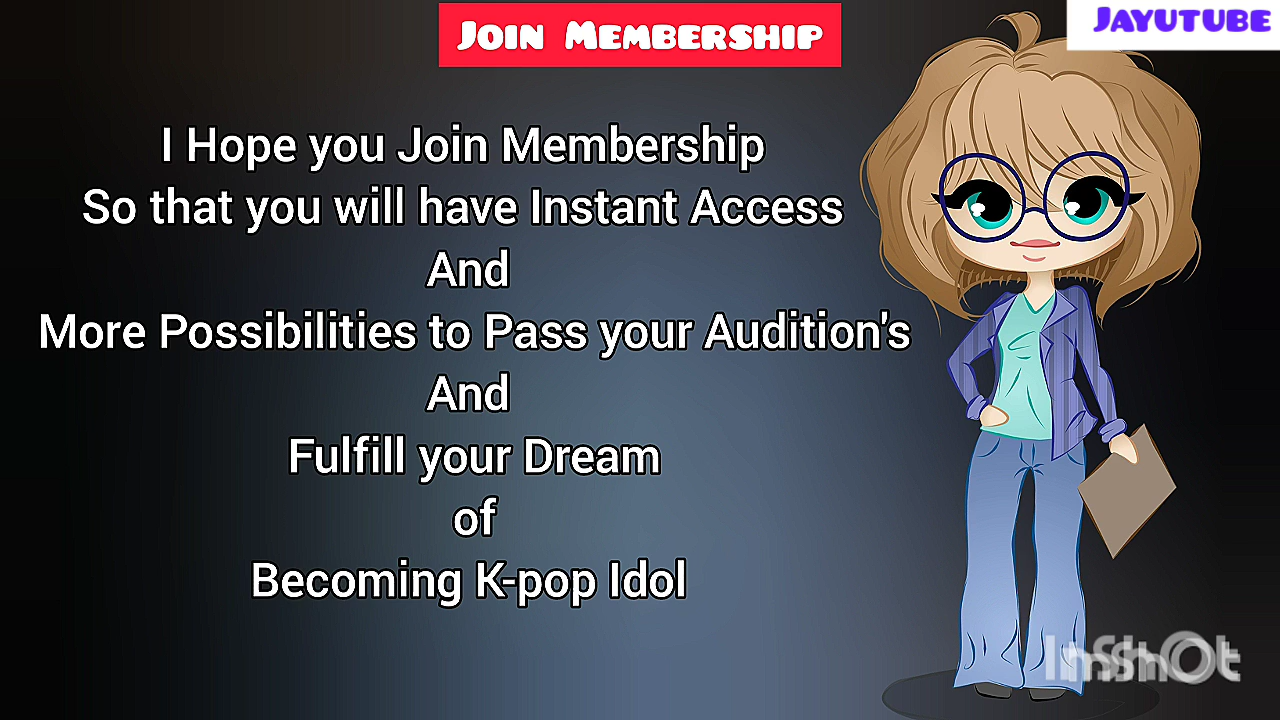 Join Membership
Jayutube
I Hope you Join Membership
So that you will have Instant Access
And
More Possibilities to Pass your Audition's
And
Fulfill your Dream
of
Becoming K-pop Idol
InShOt